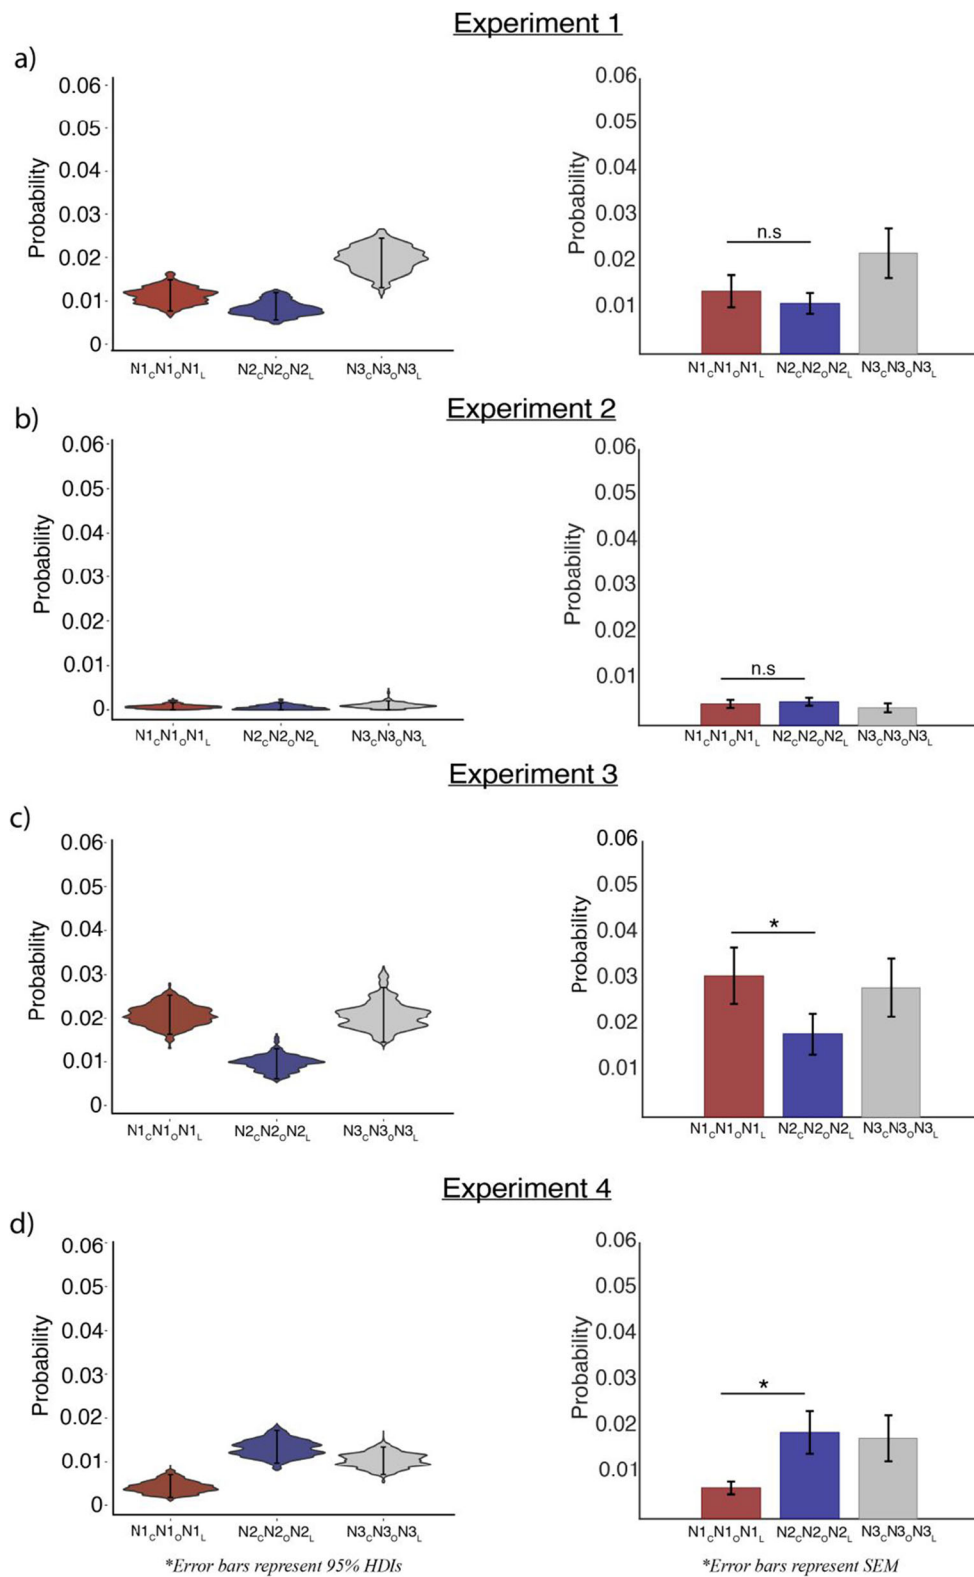 Experiment 1
a)
0.06
0.05
0.04
0.03
0.02
0.01
0
Probability
N1CN1ON1L N2CN2ON2L N3CN3ON3L
0.06
0.05
0.04
0.03
0.02
0.01
Probability
n.s
N1CN1ON1L N2CN2ON2L N3CN3ON3L
Experiment 2
b)
0.06
0.05
0.04
0.03
0.02
0.01
0
Probability
N1CN1ON1L N2CN2ON2L N3CN3ON3L
0.06
0.05
0.04
0.03
0.02
0.01
Probability
n.s
N1CN1ON1L N2CN2ON2L N3CN3ON3L
Experiment 3
c)
0.06
0.05
0.04
0.03
0.02
0.01
0
Probability
N1CN1ON1L N2CN2ON2L N3CN3ON3L
0.06
0.05
0.04
0.03
0.02
0.01
Probability
*
N1CN1ON1L N2CN2ON2L N3CN3ON3L
Experiment 4
d)
0.06
0.05
0.04
0.03
0.02
0.01
0
Probability
N1CN1ON1L N2CN2ON2L N3CN3ON3L
*Error bars represent 95% HDIs
0.06
0.05
0.04
0.03
0.02
0.01
Probability
*
N1CN1ON1L N2CN2ON2L N3CN3ON3L
*Error bars represent SEM